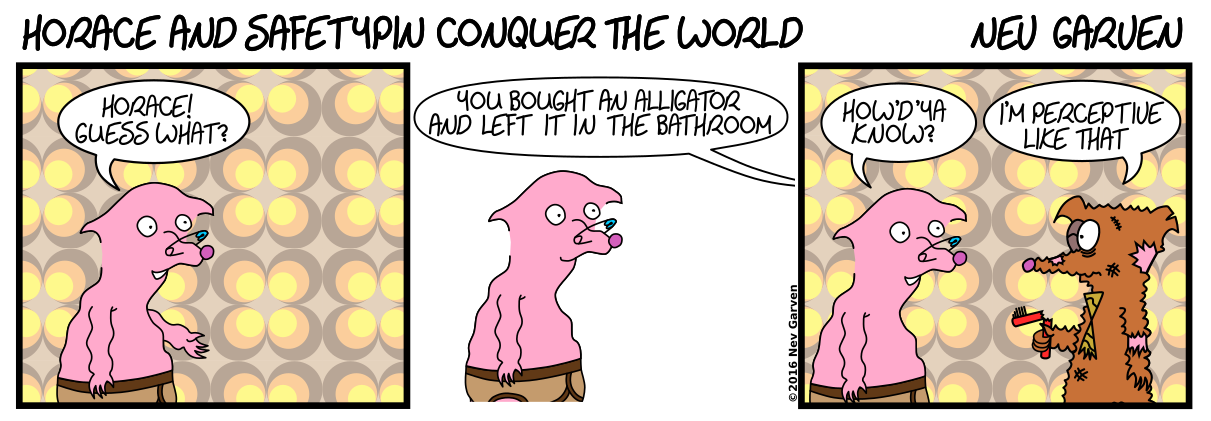 HORACE AND SAFETYPIN CONQUER THE WORLD
NEV GARVEN
HORACE!
GUESS WHAT?
YOU BOUGHT AN ALLIGATOR
AND LEFT IT IN THE BATHROOM
©2016 Nev Garven
HOW'D'YA
KNOW?
I'M PERCEPTIVE
LIKE THAT